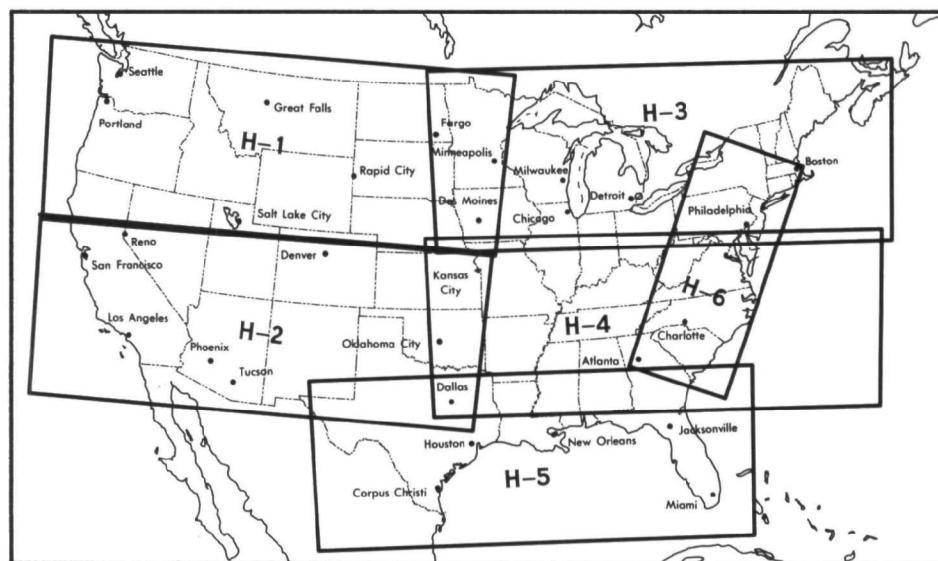 Seattle
Great Falls
Portland
H-1
Fargo
Minneapolis
H-3
Milwaukee
Boston
Rapid City
Detroit
Des Moines
Chicago
Philadelphia
Salt Lake City
Reno
San Francisco
Denver
Kansas
City
H-6
Los Angeles
H-2
H-4
Phoenix
Oklahoma City
Charlotte
Atlanta
Tucson
Dallas
Houston
New Orleans
Jacksonville
H-5
Corpus Christi
Miami